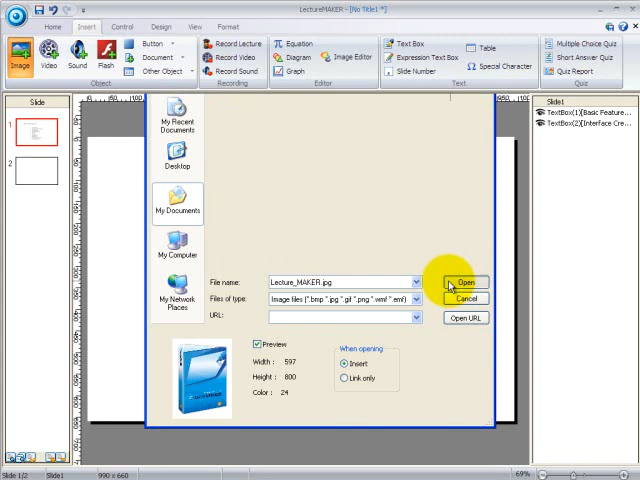 LectureMAKER - [No Title1 *]
Home Insert Control Design View Format
Image Video Sound Flash
Button
Document
Other Object
Object
Record Lecture
Record Video
Record Sound
Recording
Equation
Diagram
Graph
Image Editor
Editor
Text Box
Expression Text Box
Slide Number
Table
Special Character
Text
Multiple Choice Quiz
Short Answer Quiz
Quiz Report
Quiz
Slide
1
2
My Recent
Documents
Desktop
My Documents
My Computer
My Network
Places
File name: Lecture_MAKER.jpg Open
Files of type: Image files (*.bmp *.jpg *.gif *.png *.wmf *.emf) Cancel
URL: Open URL
Preview
Width : 597
Height : 800
Color : 24
When opening
Insert
Link only
Slide1
TextBox(1)[Basic Feature...
TextBox(2)[Interface Cre...
Slide 1/2 Slide1 990 x 660 69%